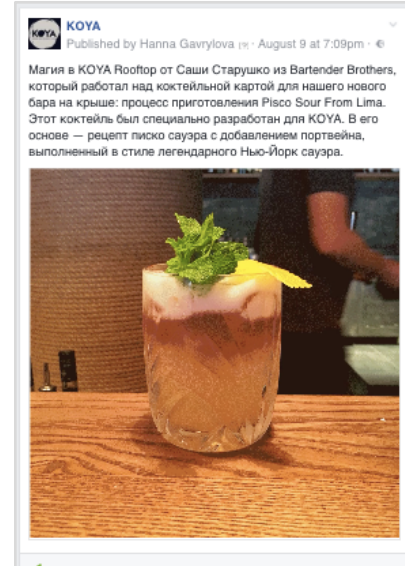 KOYA
KOYA
Published by Hanna Gavrylova [?] · August 9 at 7:09pm ·
Магия в KOYA Rooftop от Саши Старушко из Bartender Brothers,
который работал над коктейльной картой для нашего нового
бара на крыше: процесс приготовления Pisco Sour From Lima.
Этот коктейль был специально разработан для KOYA. В его
основе — рецепт писко сауэра с добавлением портвейна,
выполненный в стиле легендарного Нью-Йорк сауэра.